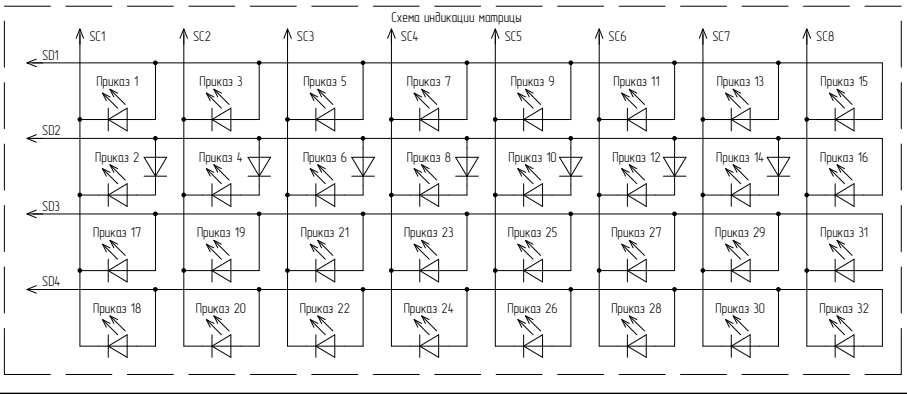 Схема индикации матрицы
SC1 SC2 SC3 SC4 SC5 SC6 SC7 SC8
SD1
Приказ 1 Приказ 3 Приказ 5 Приказ 7 Приказ 9 Приказ 11 Приказ 13 Приказ 15
SD2
Приказ 2 Приказ 4 Приказ 6 Приказ 8 Приказ 10 Приказ 12 Приказ 14 Приказ 16
SD3
Приказ 17 Приказ 19 Приказ 21 Приказ 23 Приказ 25 Приказ 27 Приказ 29 Приказ 31
SD4
Приказ 18 Приказ 20 Приказ 22 Приказ 24 Приказ 26 Приказ 28 Приказ 30 Приказ 32